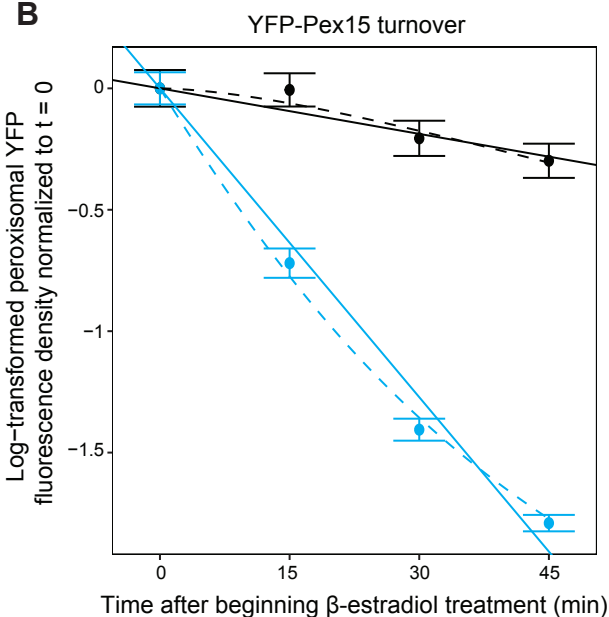 B
YFP-Pex15 turnover
Log−transformed peroxisomal YFP
fluorescence density normalized to t = 0
0
−0.5
−1
−1.5
0 15 30 45
Time after beginning β-estradiol treatment (min)